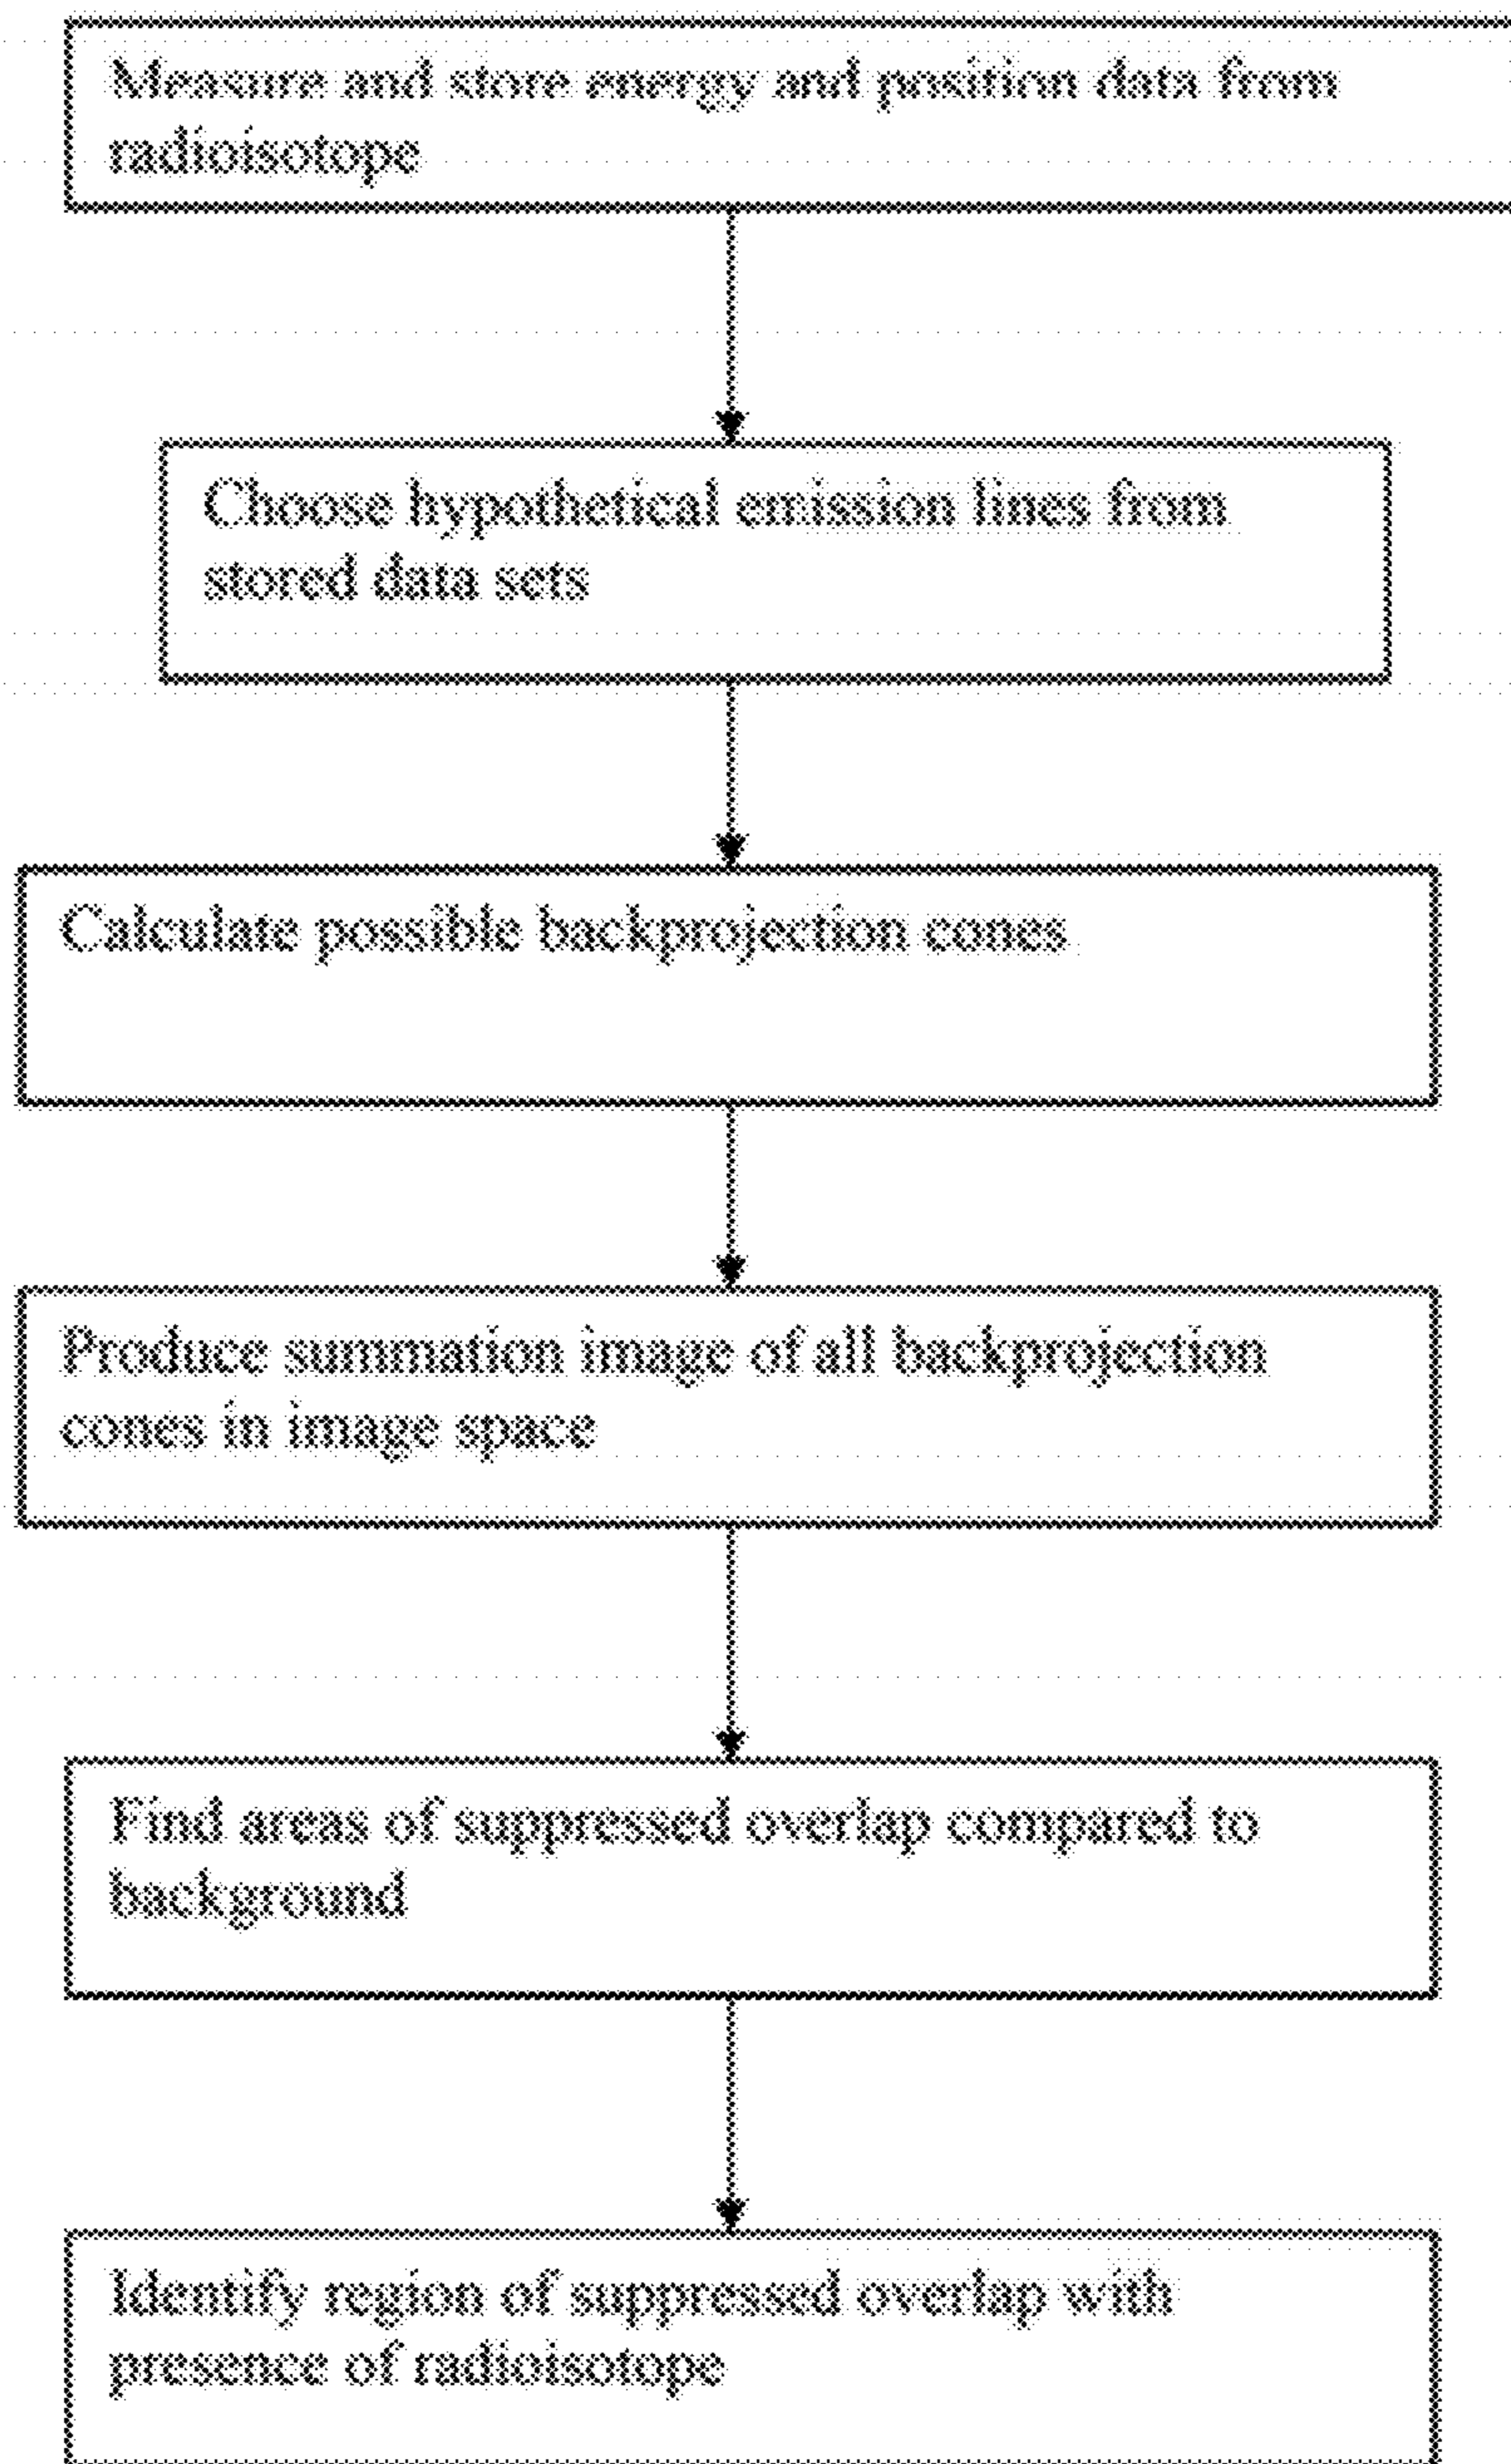 Measure and store energy and position data from
radioisotope
Choose hypothetical emission lines from
stored data sets
Calculate possible backprojection cones
Produce summation image of all backprojection
cones in image space
Find areas of suppressed overlap compared to
background
Identify region of suppressed overlap with
presence of radioisotope